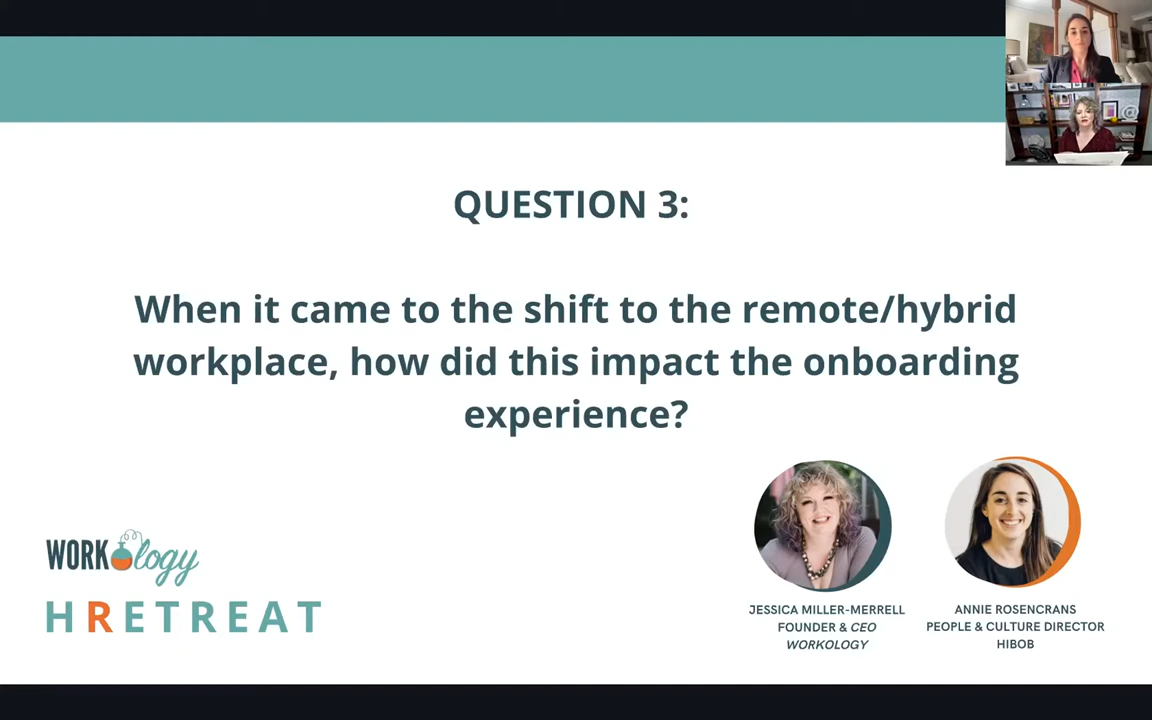 QUESTION 3:
When it came to the shift to the remote/hybrid
workplace, how did this impact the onboarding
experience?
WORKology
HRETREAT
JESSICA MILLER-MERRELL
FOUNDER & CEO
WORKOLOGY
ANNIE ROSENCRANS
PEOPLE & CULTURE DIRECTOR
HIBOB